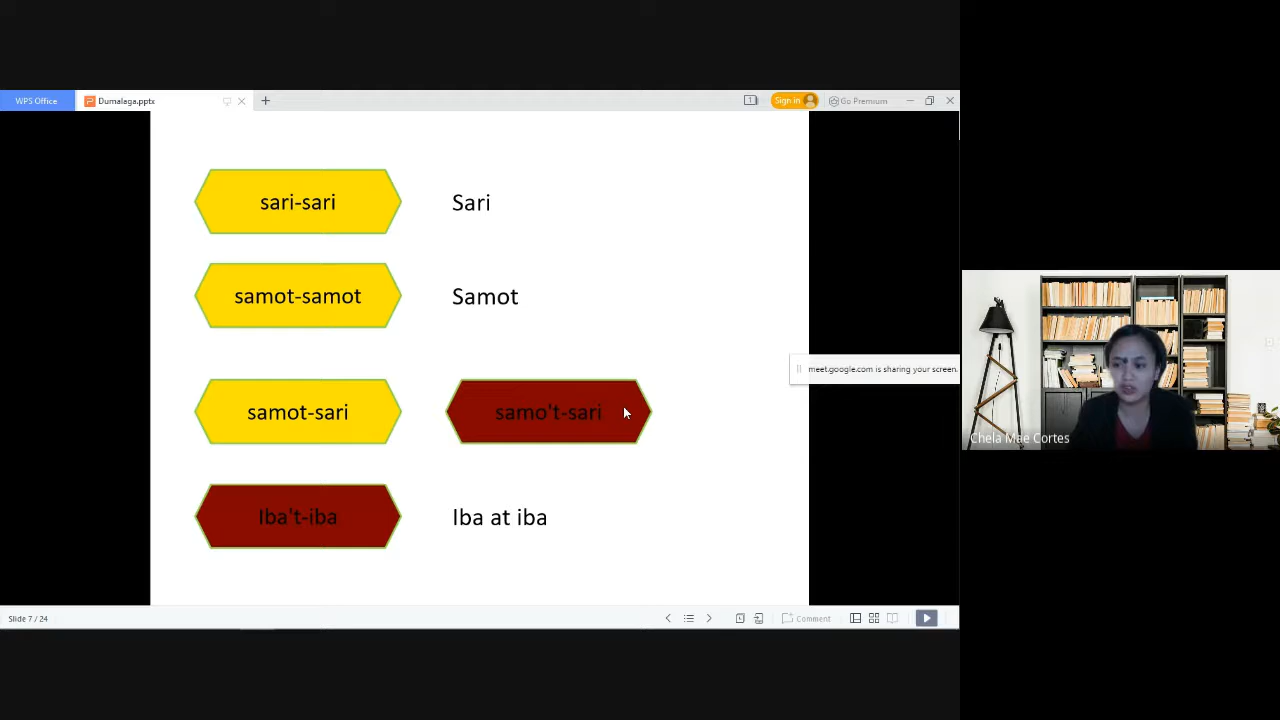 WPS Office
Dumalaga.pptx
1
Sign in
Go Premium
sari-sari
Sari
samot-samot
Samot
samot-sari
samo't-sari
Iba't-iba
Iba at iba
meet.google.com is sharing your screen.
Chela Mae Cortes
Slide 7 / 24
Comment